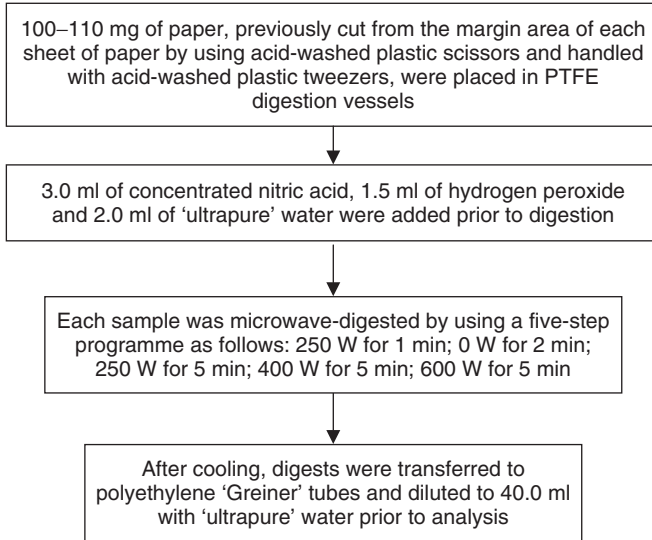 100–110 mg of paper, previously cut from the margin area of each
sheet of paper by using acid-washed plastic scissors and handled
with acid-washed plastic tweezers, were placed in PTFE
digestion vessels
3.0 ml of concentrated nitric acid, 1.5 ml of hydrogen peroxide
and 2.0 ml of ‘ultrapure’ water were added prior to digestion
Each sample was microwave-digested by using a five-step
programme as follows: 250 W for 1 min; 0 W for 2 min;
250 W for 5 min; 400 W for 5 min; 600 W for 5 min
After cooling, digests were transferred to
polyethylene ‘Greiner’ tubes and diluted to 40.0 ml
with ‘ultrapure’ water prior to analysis